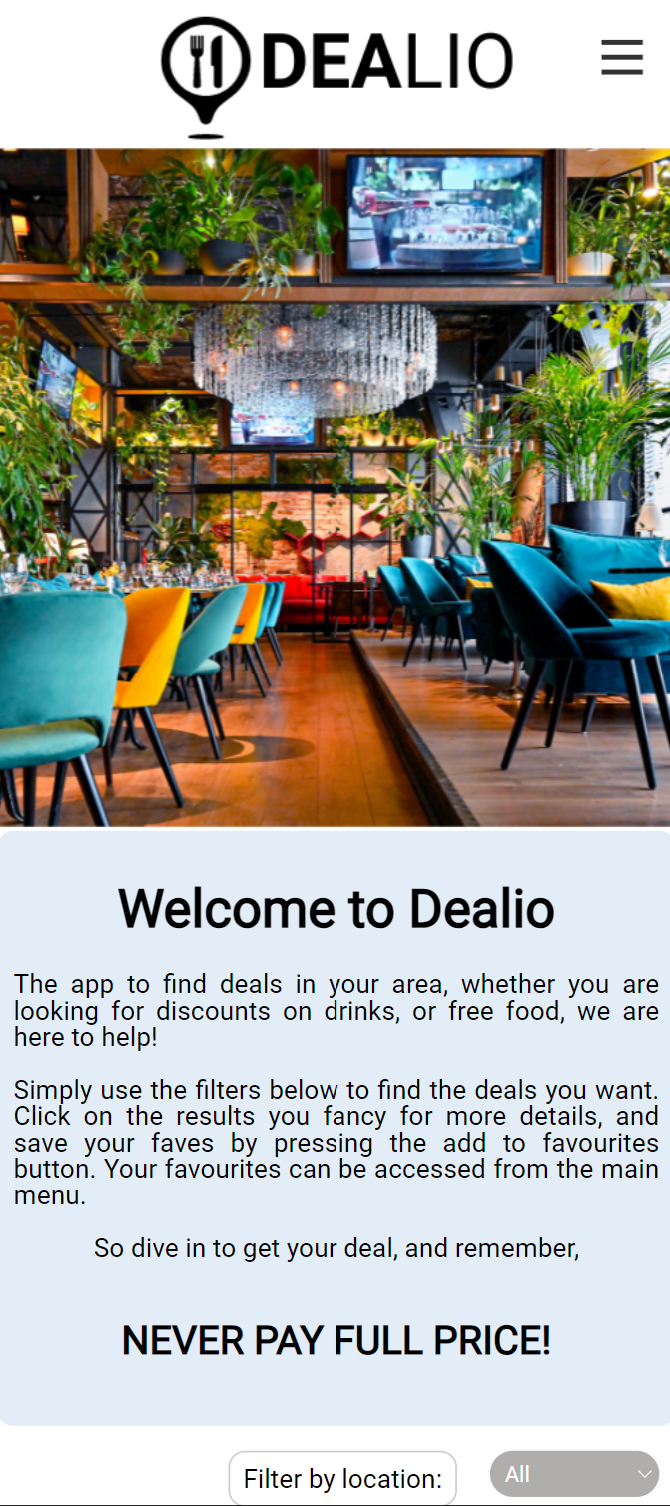 DEALIO
Welcome to Dealio
The app to find deals in your area, whether you are
looking for discounts on drinks, or free food, we are
here to help!
Simply use the filters below to find the deals you want.
Click on the results you fancy for more details, and
save your faves by pressing the add to favourites
button. Your favourites can be accessed from the main
menu.
So dive in to get your deal, and remember,
NEVER PAY FULL PRICE!
Filter by location:
All